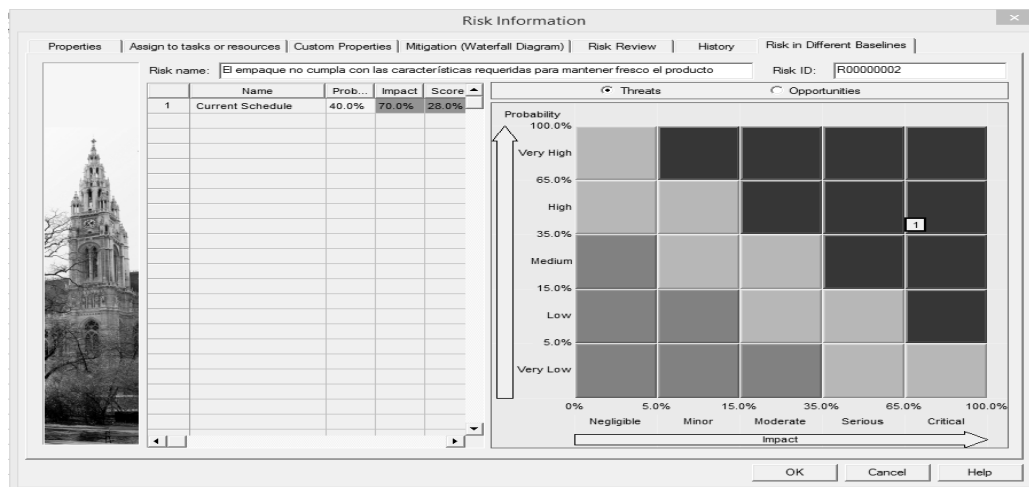 Risk Information
Properties Assign to tasks or resources Custom Properties Mitigation (Waterfall Diagram) Risk Review History Risk in Different Baselines
Risk name: El empaque no cumpla con las características requeridas para mantener fresco el producto Risk ID: R00000002
Name Prob... Impact Score
1 Current Schedule 40.0% 70.0% 28.0%
Threats Opportunities
Probability
100.0%
Very High
65.0%
High
1
35.0%
Medium
15.0%
Low
5.0%
Very Low
0% 5.0% 15.0% 35.0% 65.0% 100.0%
Negligible Minor Moderate Serious Critical
Impact
OK Cancel Help